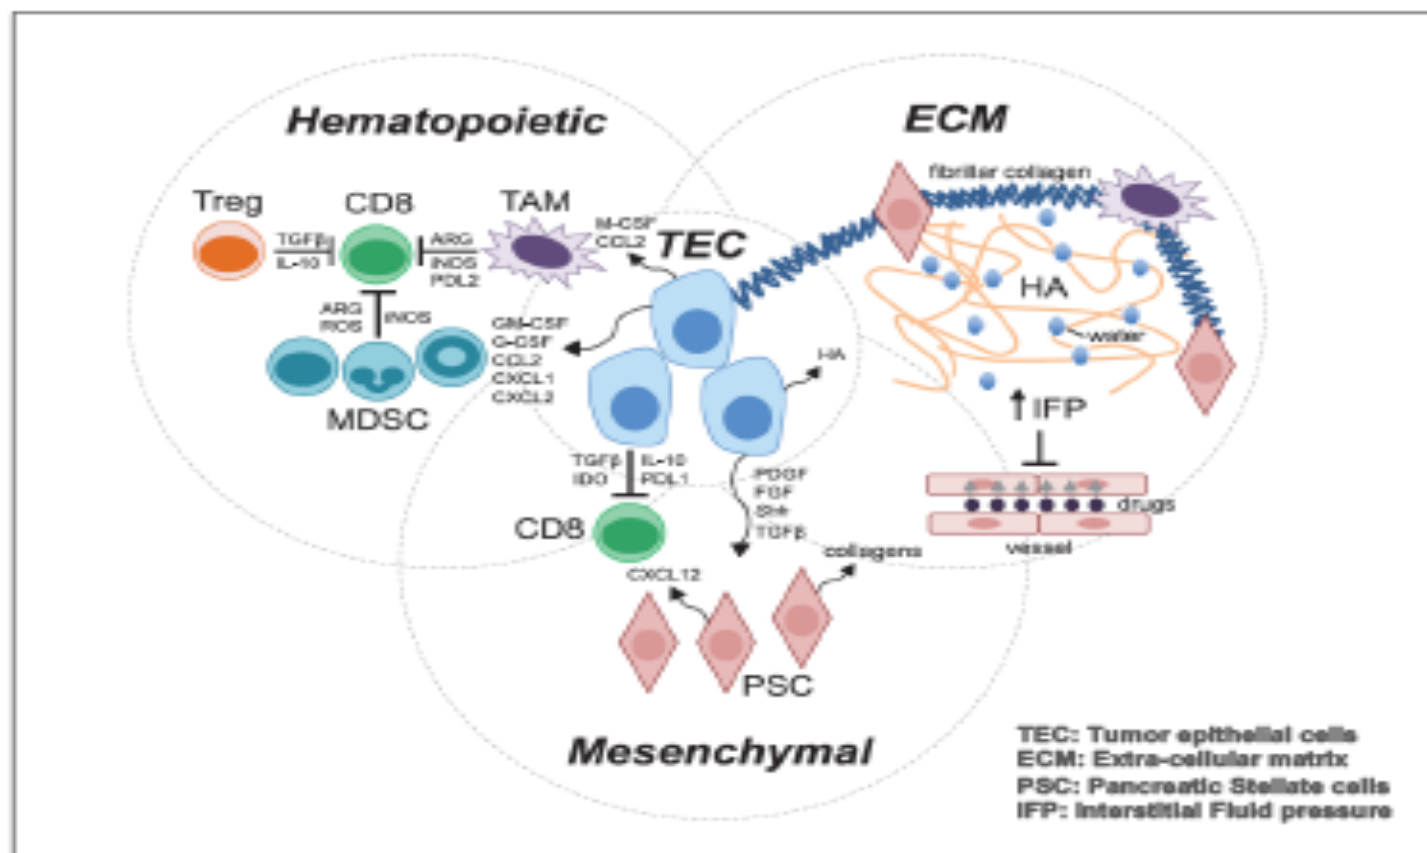 Hematopoietic
ECM
fibrillar collagen
Treg
CD8
TAM
M-CSF
CCL2
TEC
TGFβ
IL-10
ARG
iNOS
PDL2
HA
ARG
ROS
iNOS
water
GM-CSF
G-CSF
CCL2
CXCL1
CXCL2
HA
MDSC
IFP
TGFβ
IDO
IL-10
PDL1
PDGF
FGF
Shh
TGFβ
drugs
CD8
vessel
collagens
CXCL12
PSC
Mesenchymal
TEC: Tumor epithelial cells
ECM: Extra-cellular matrix
PSC: Pancreatic Stellate cells
IFP: Interstitial Fluid pressure